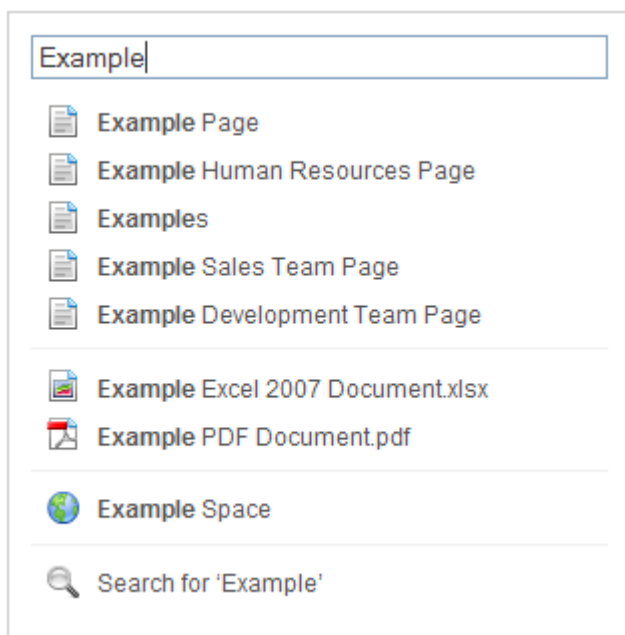 Example
Example Page
Example Human Resources Page
Examples
Example Sales Team Page
Example Development Team Page
Example Excel 2007 Document.xlsx
Example PDF Document.pdf
Example Space
Search for ‘Example’